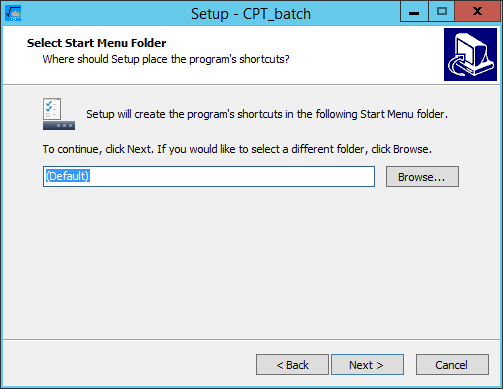 Setup - CPT_batch
Select Start Menu Folder
Where should Setup place the program's shortcuts?
Setup will create the program's shortcuts in the following Start Menu folder.
To continue, click Next. If you would like to select a different folder, click Browse.
(Default)
Browse...
< Back
Next >
Cancel